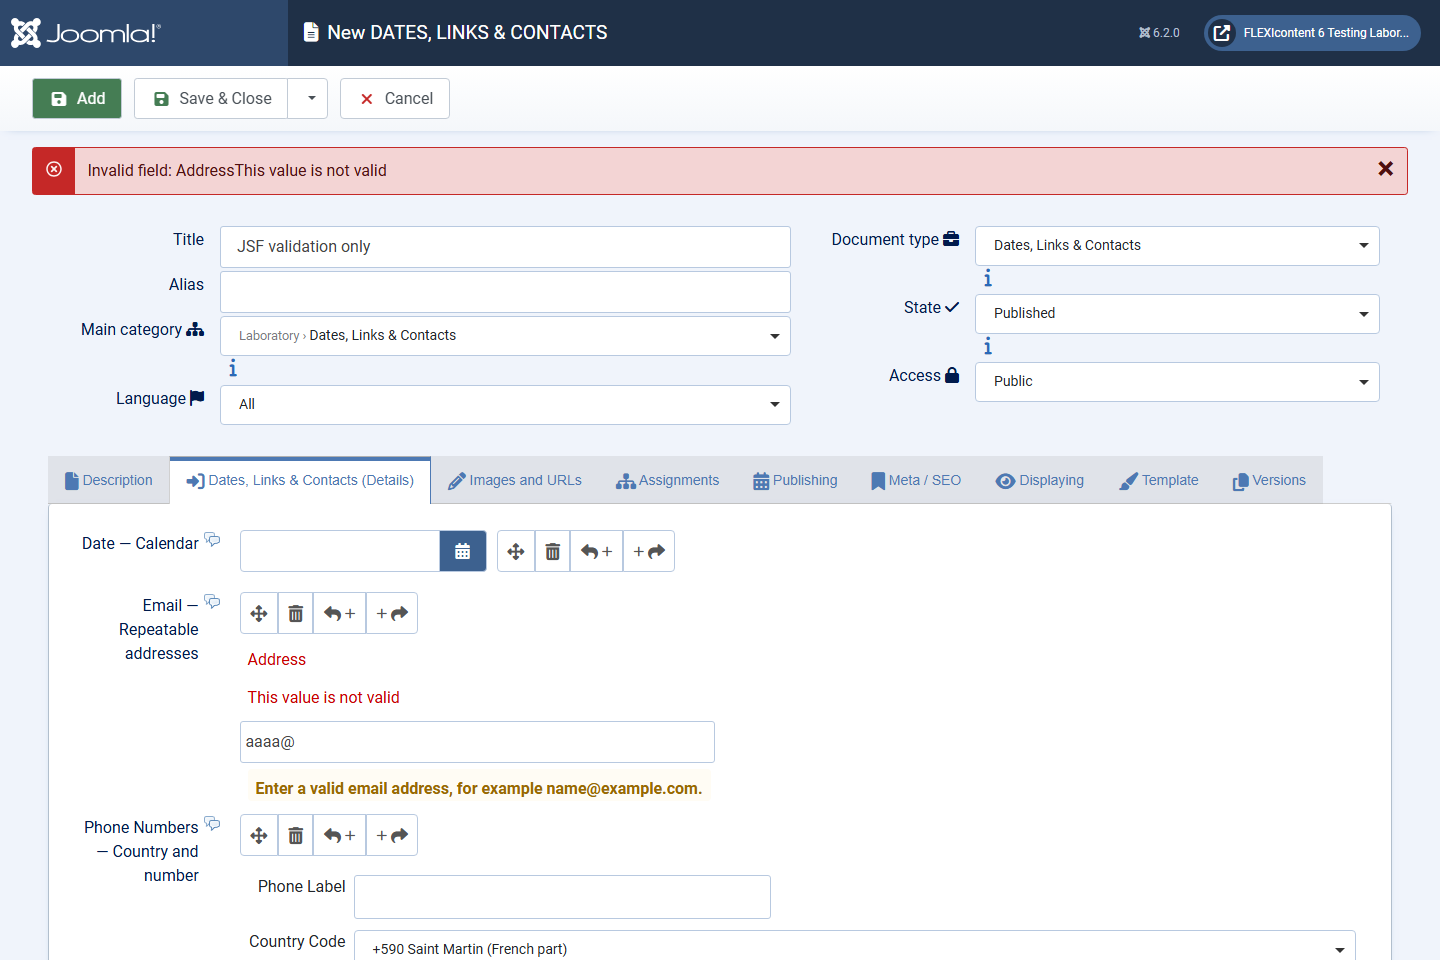 Joomla!®
New DATES, LINKS & CONTACTS
6.2.0
FLEXIcontent 6 Testing Labor...
Add
Save & Close
Cancel
Invalid field: AddressThis value is not valid
Title
JSF validation only
Alias
Main category
Laboratory › Dates, Links & Contacts
Language
All
Document type
Dates, Links & Contacts
State
Published
Access
Public
Description
Dates, Links & Contacts (Details)
Images and URLs
Assignments
Publishing
Meta / SEO
Displaying
Template
Versions
Date — Calendar
Email —
Repeatable
addresses
Address
This value is not valid
aaaa@
Enter a valid email address, for example name@example.com.
Phone Numbers
— Country and
number
Phone Label
Country Code
+590 Saint Martin (French part)